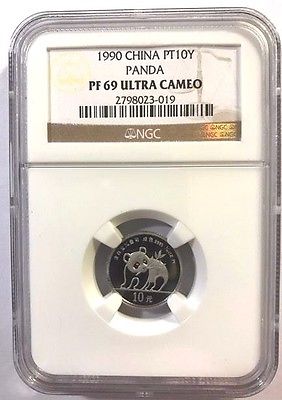 1990 CHINA PT10Y
PANDA
PF 69 ULTRA CAMEO
2798023-019
NGC
10元